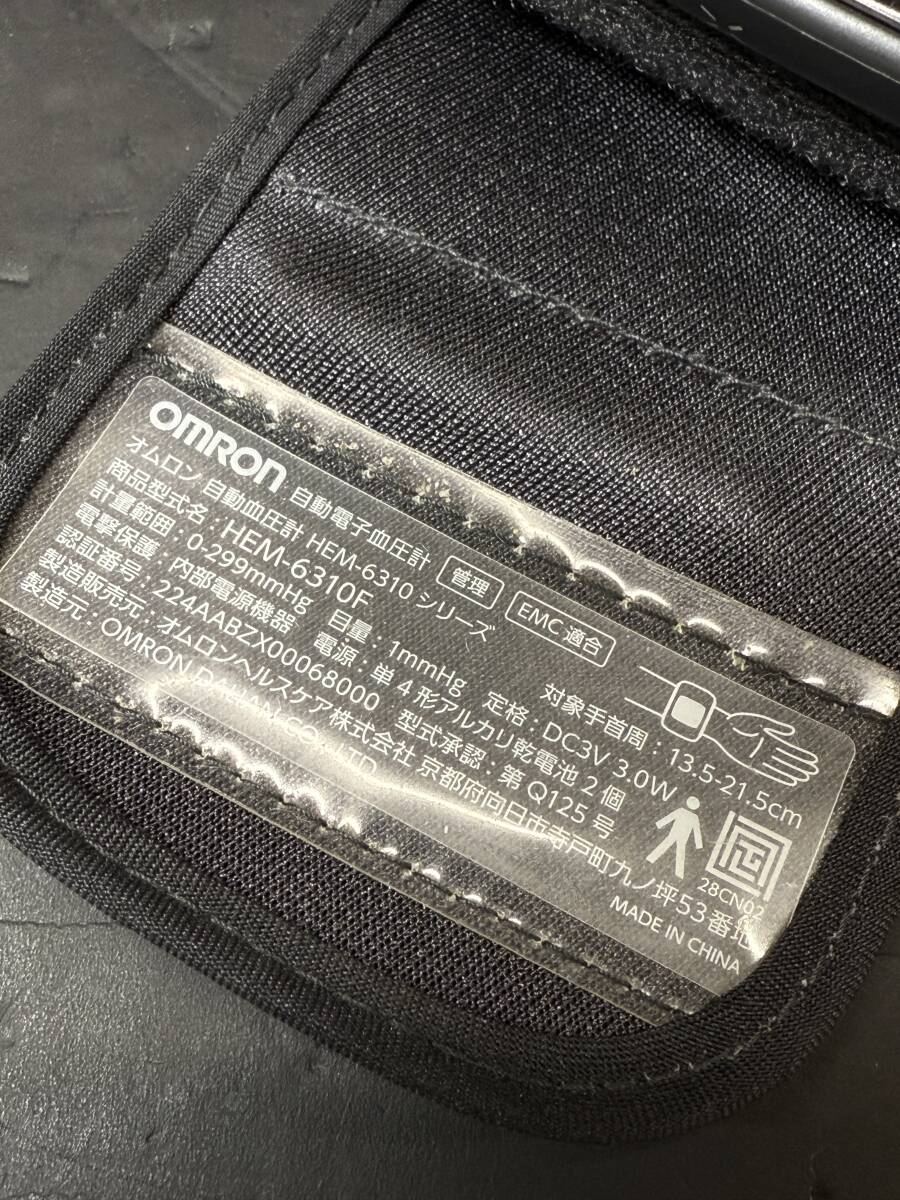 OMRON 自動電子血圧計 管理 EMC適合
オムロン 自動血圧計 HEM-6310 シリーズ
商品型式名：HEM-6310F 対象手首周：13.5-21.5cm
計量範囲：0-299mmHg 目量：1mmHg 定格：DC3V 3.0W
電撃保護：内部電源機器 電源：単4形アルカリ乾電池2個
認証番号：224AABZX00068000 型式承認：第Q125号
製造販売元：オムロンヘルスケア株式会社 京都府向日市寺戸町九ノ坪53番地
製造元：OMRON DALIAN CO., LTD.
28CN02
MADE IN CHINA